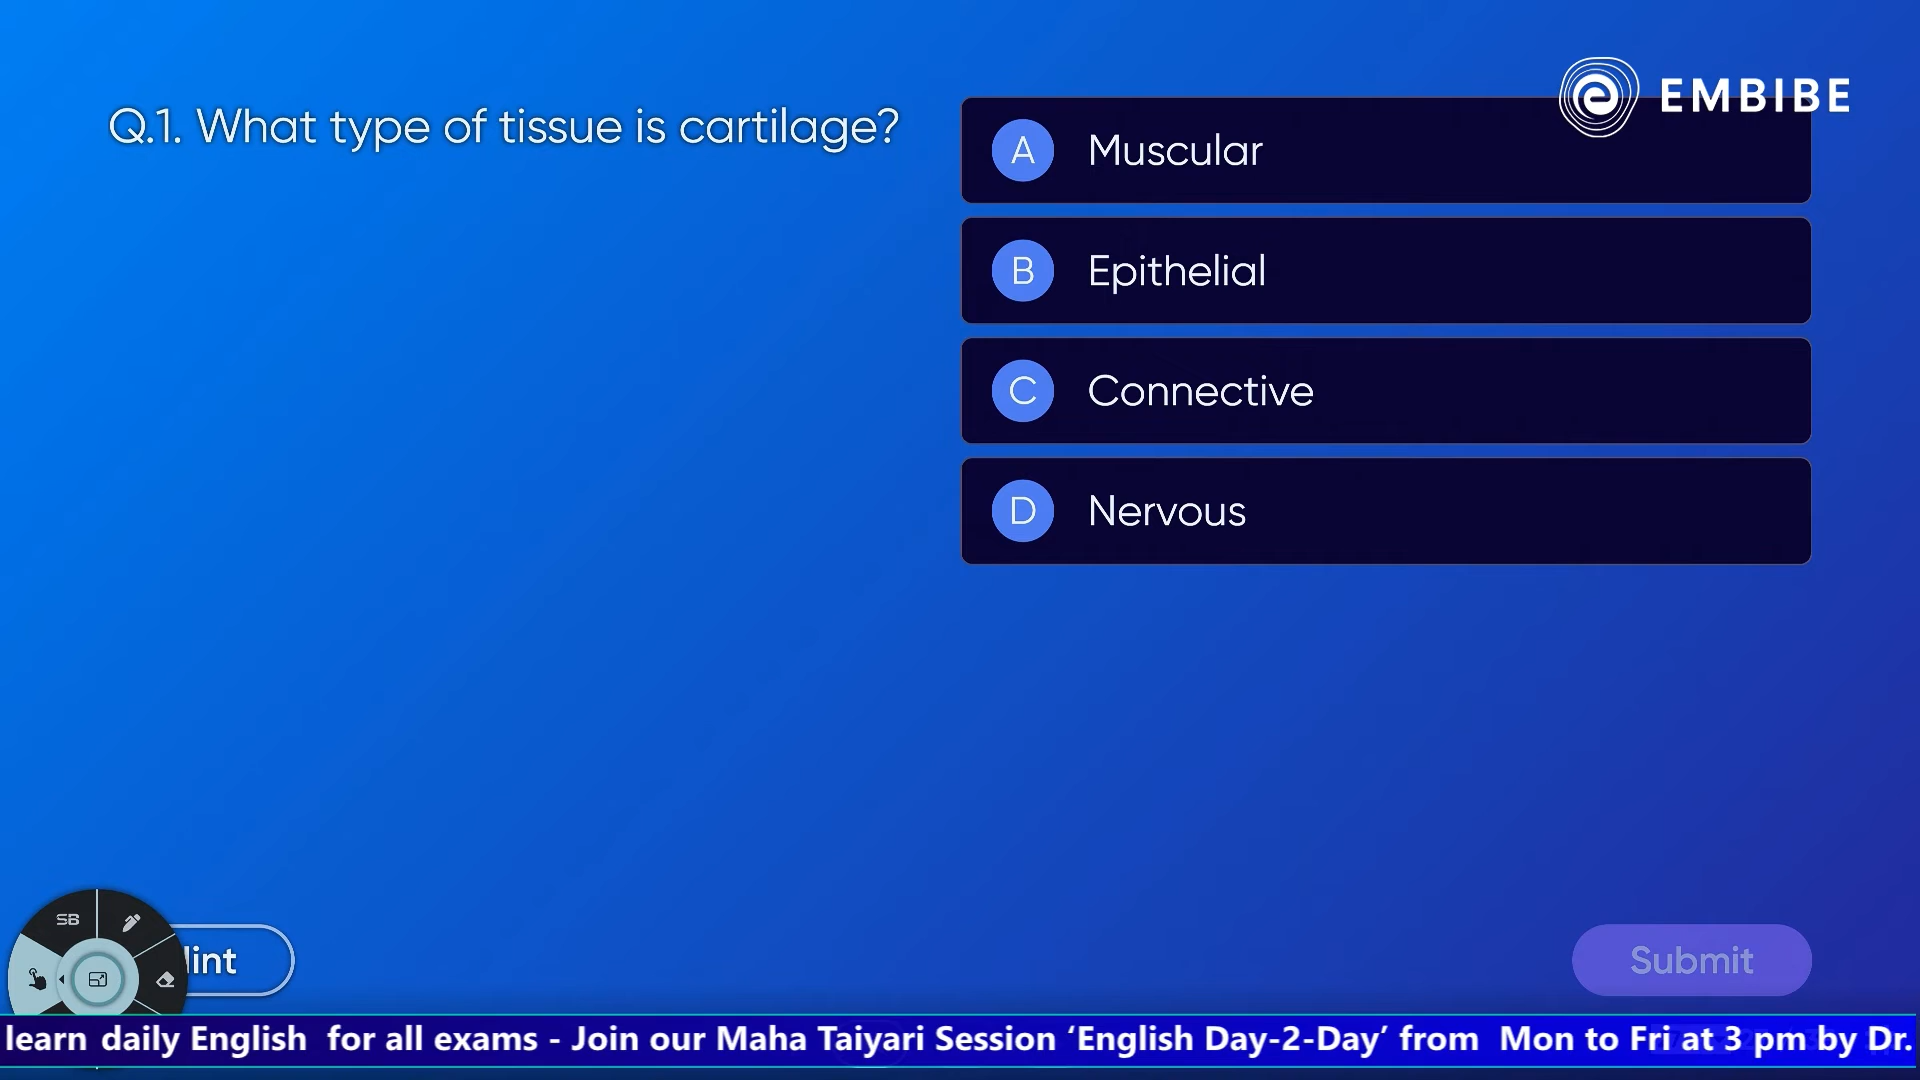 EMBIBE
Q.1. What type of tissue is cartilage?
A Muscular
B Epithelial
C Connective
D Nervous
SB
int
Submit
learn daily English for all exams - Join our Maha Taiyari Session ‘English Day-2-Day’ from Mon to Fri at 3 pm by Dr.